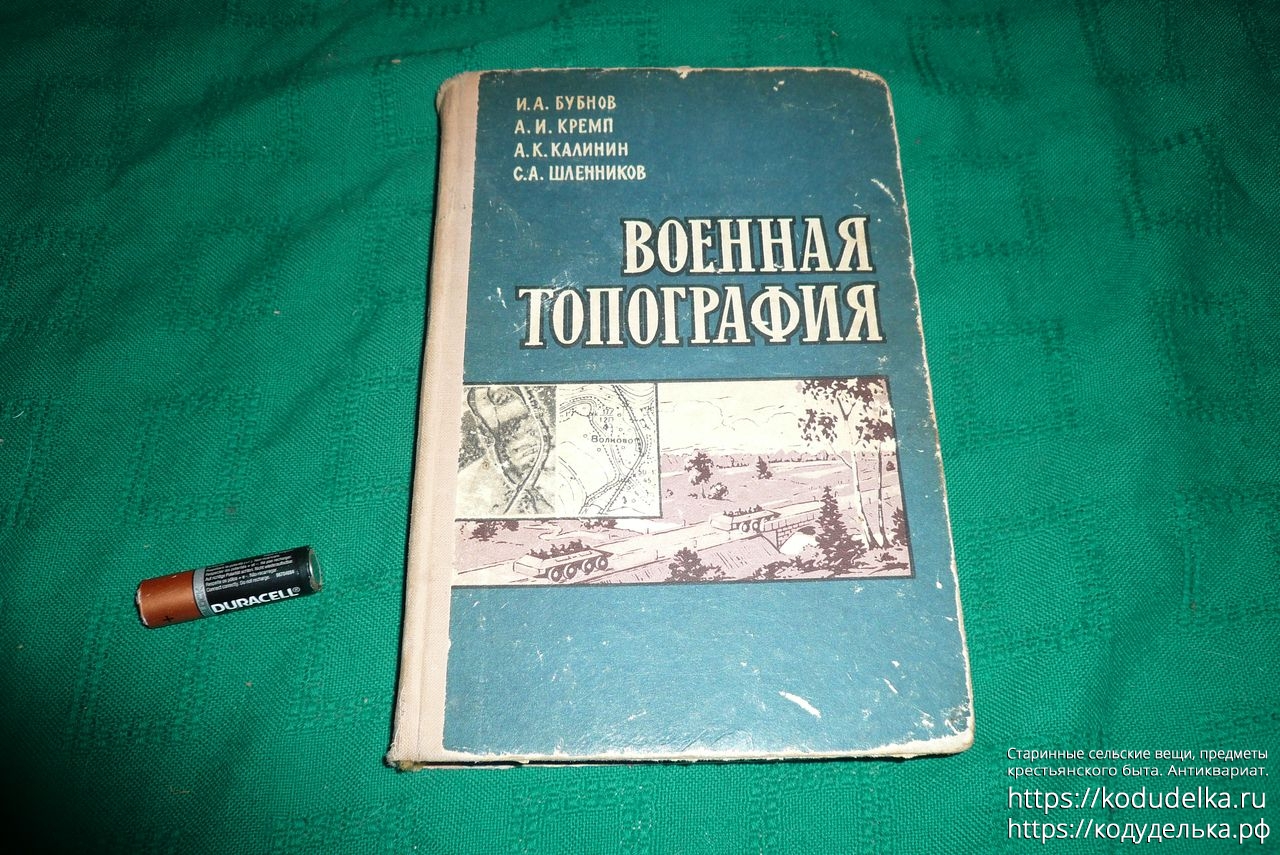 И. А. БУБНОВ
А. И. КРЕМП
А. К. КАЛИНИН
С. А. ШЛЕННИКОВ
ВОЕННАЯ
ТОПОГРАФИЯ
Волково
DURACELL®
Старинные сельские вещи, предметы
крестьянского быта. Антиквариат.
https://kodudelka.ru
https://кодуделька.рф